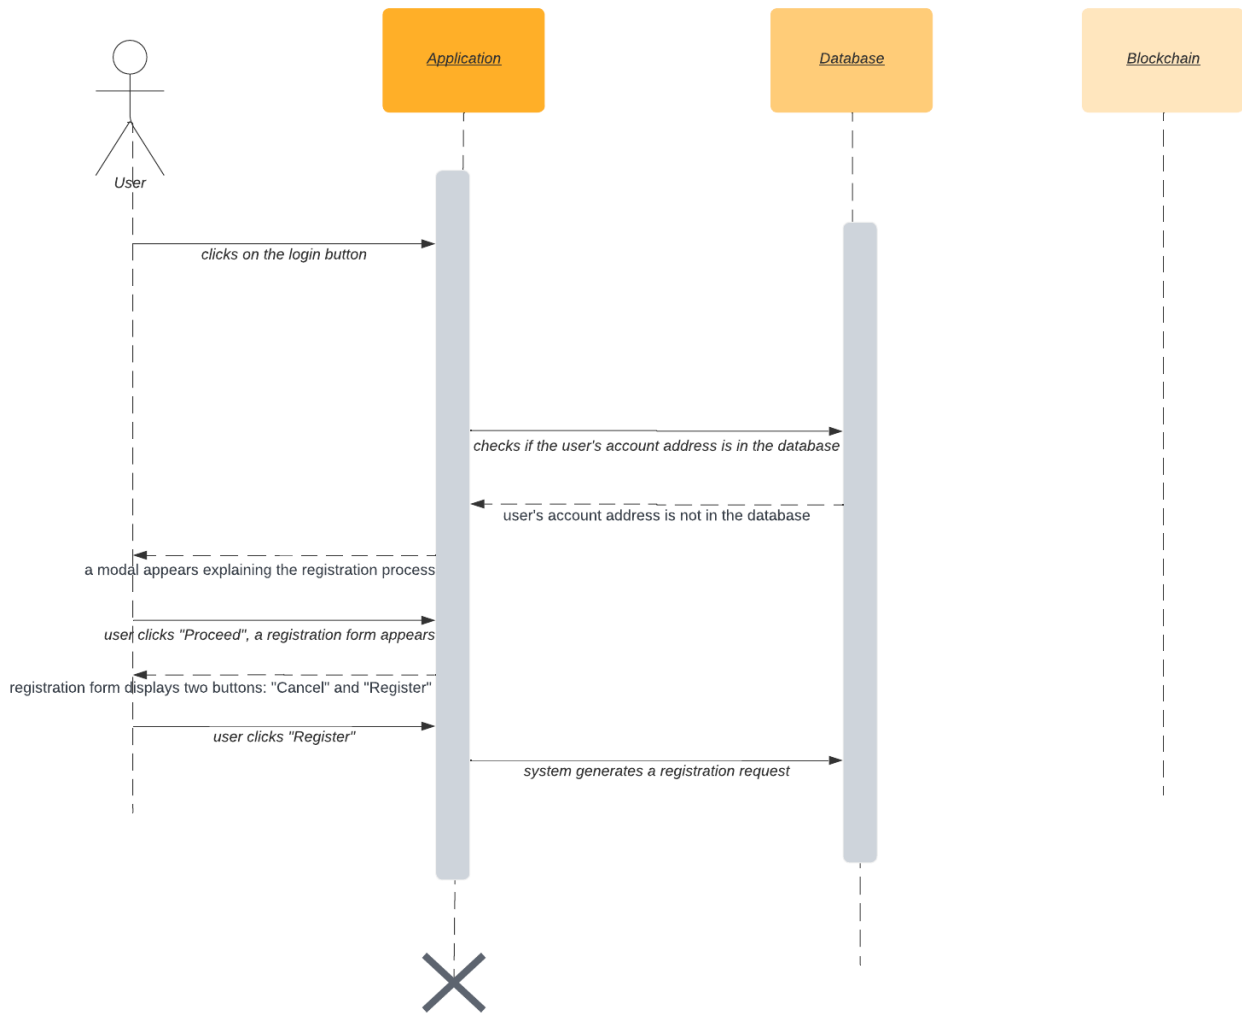 Application
Database
Blockchain
User
clicks on the login button
checks if the user's account address is in the database
user's account address is not in the database
a modal appears explaining the registration process
user clicks "Proceed", a registration form appears
registration form displays two buttons: "Cancel" and "Register"
user clicks "Register"
system generates a registration request